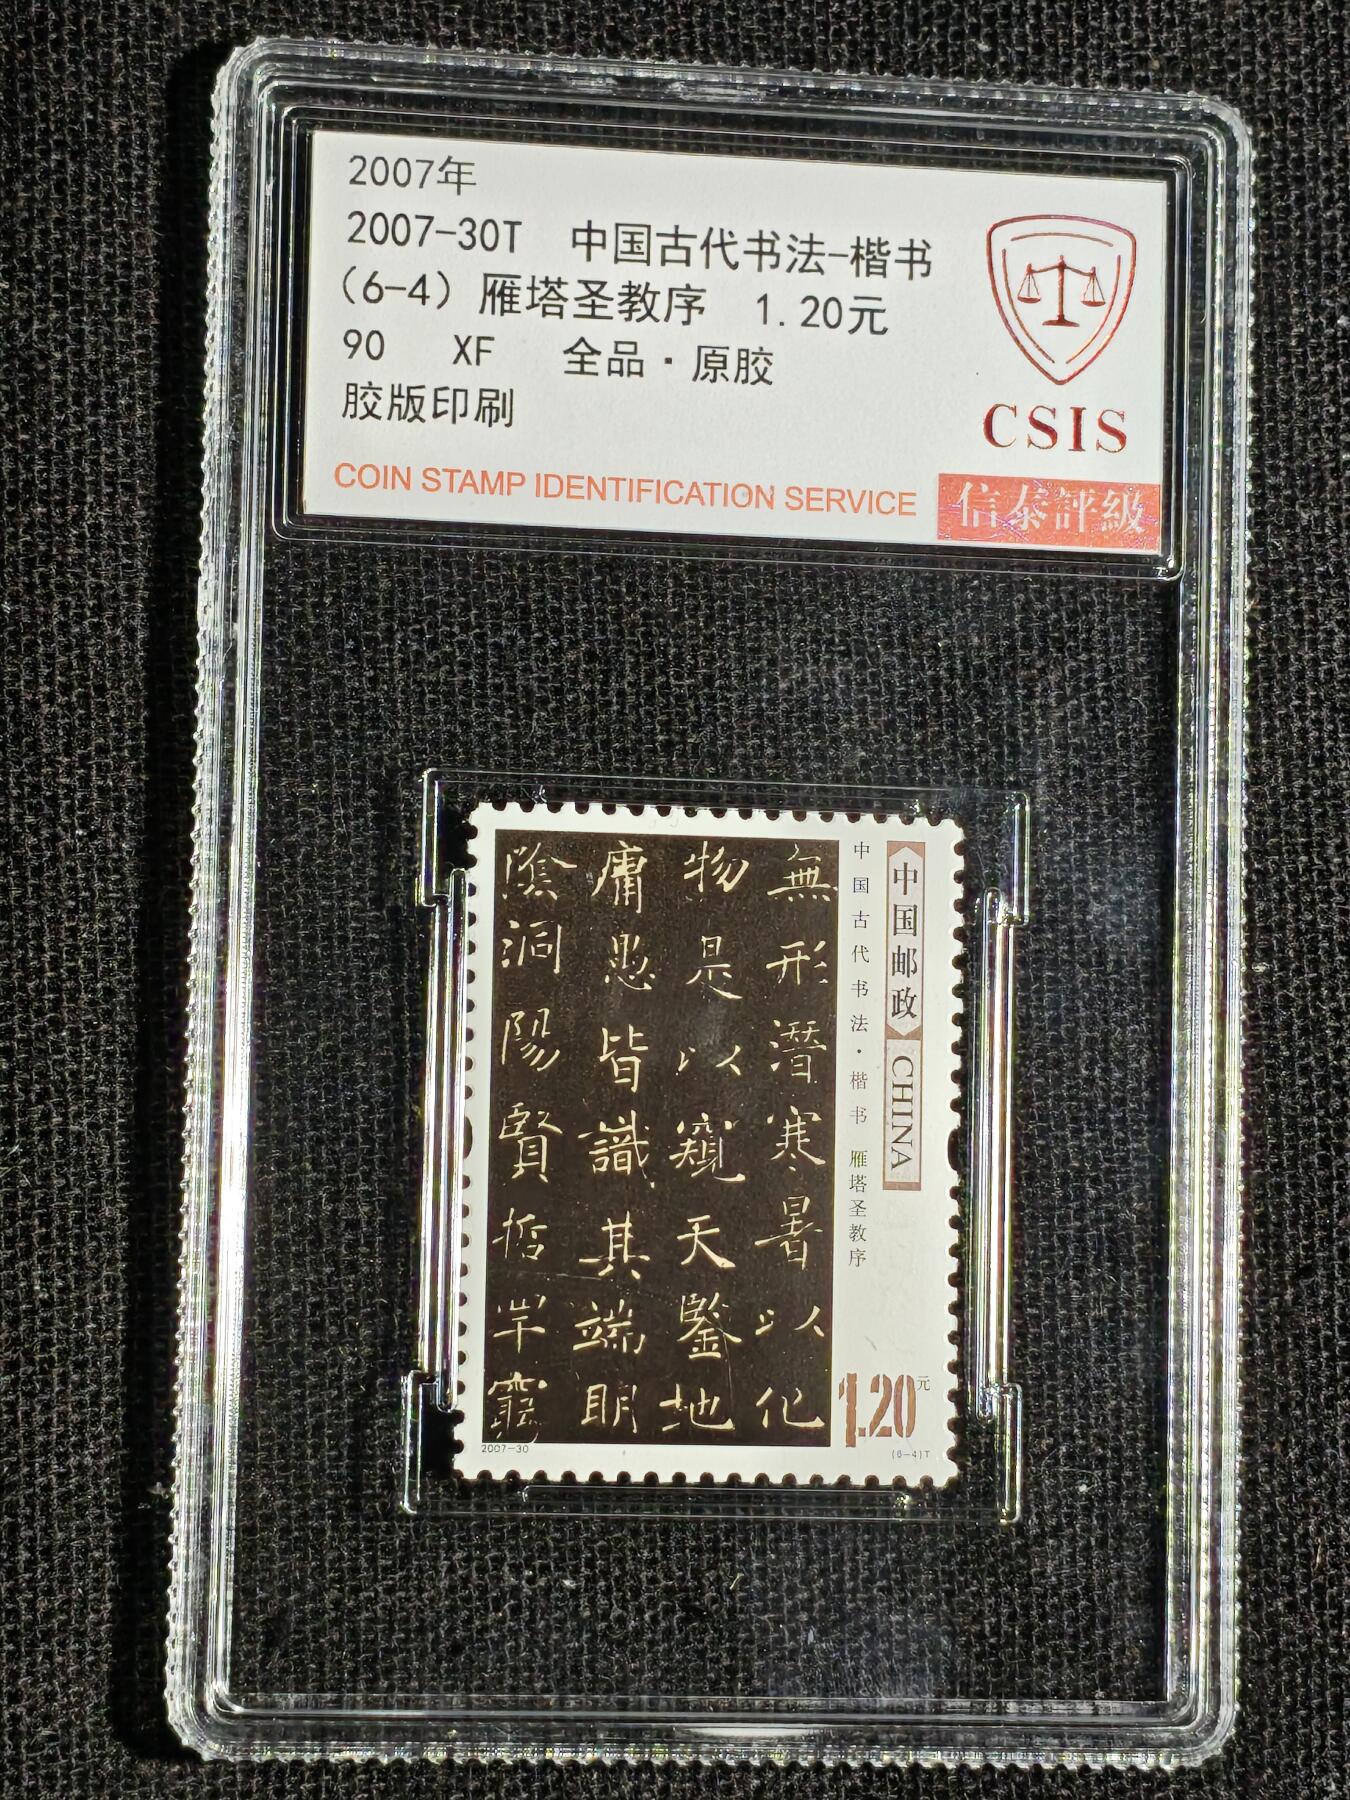 2007年
2007-30T 中国古代书法-楷书
(6-4) 雁塔圣教序 1.20元
90 XF 全品·原胶
胶版印刷
CSIS
COIN STAMP IDENTIFICATION SERVICE
信泰評級
中国邮政 CHINA
中国古代书法·楷书 雁塔圣教序
無形潛寒暑以化
物是以窺天鑒地
庸愚皆識其端明
陰洞陽賢哲罕窮
1.20元
2007-30
(6-4)T